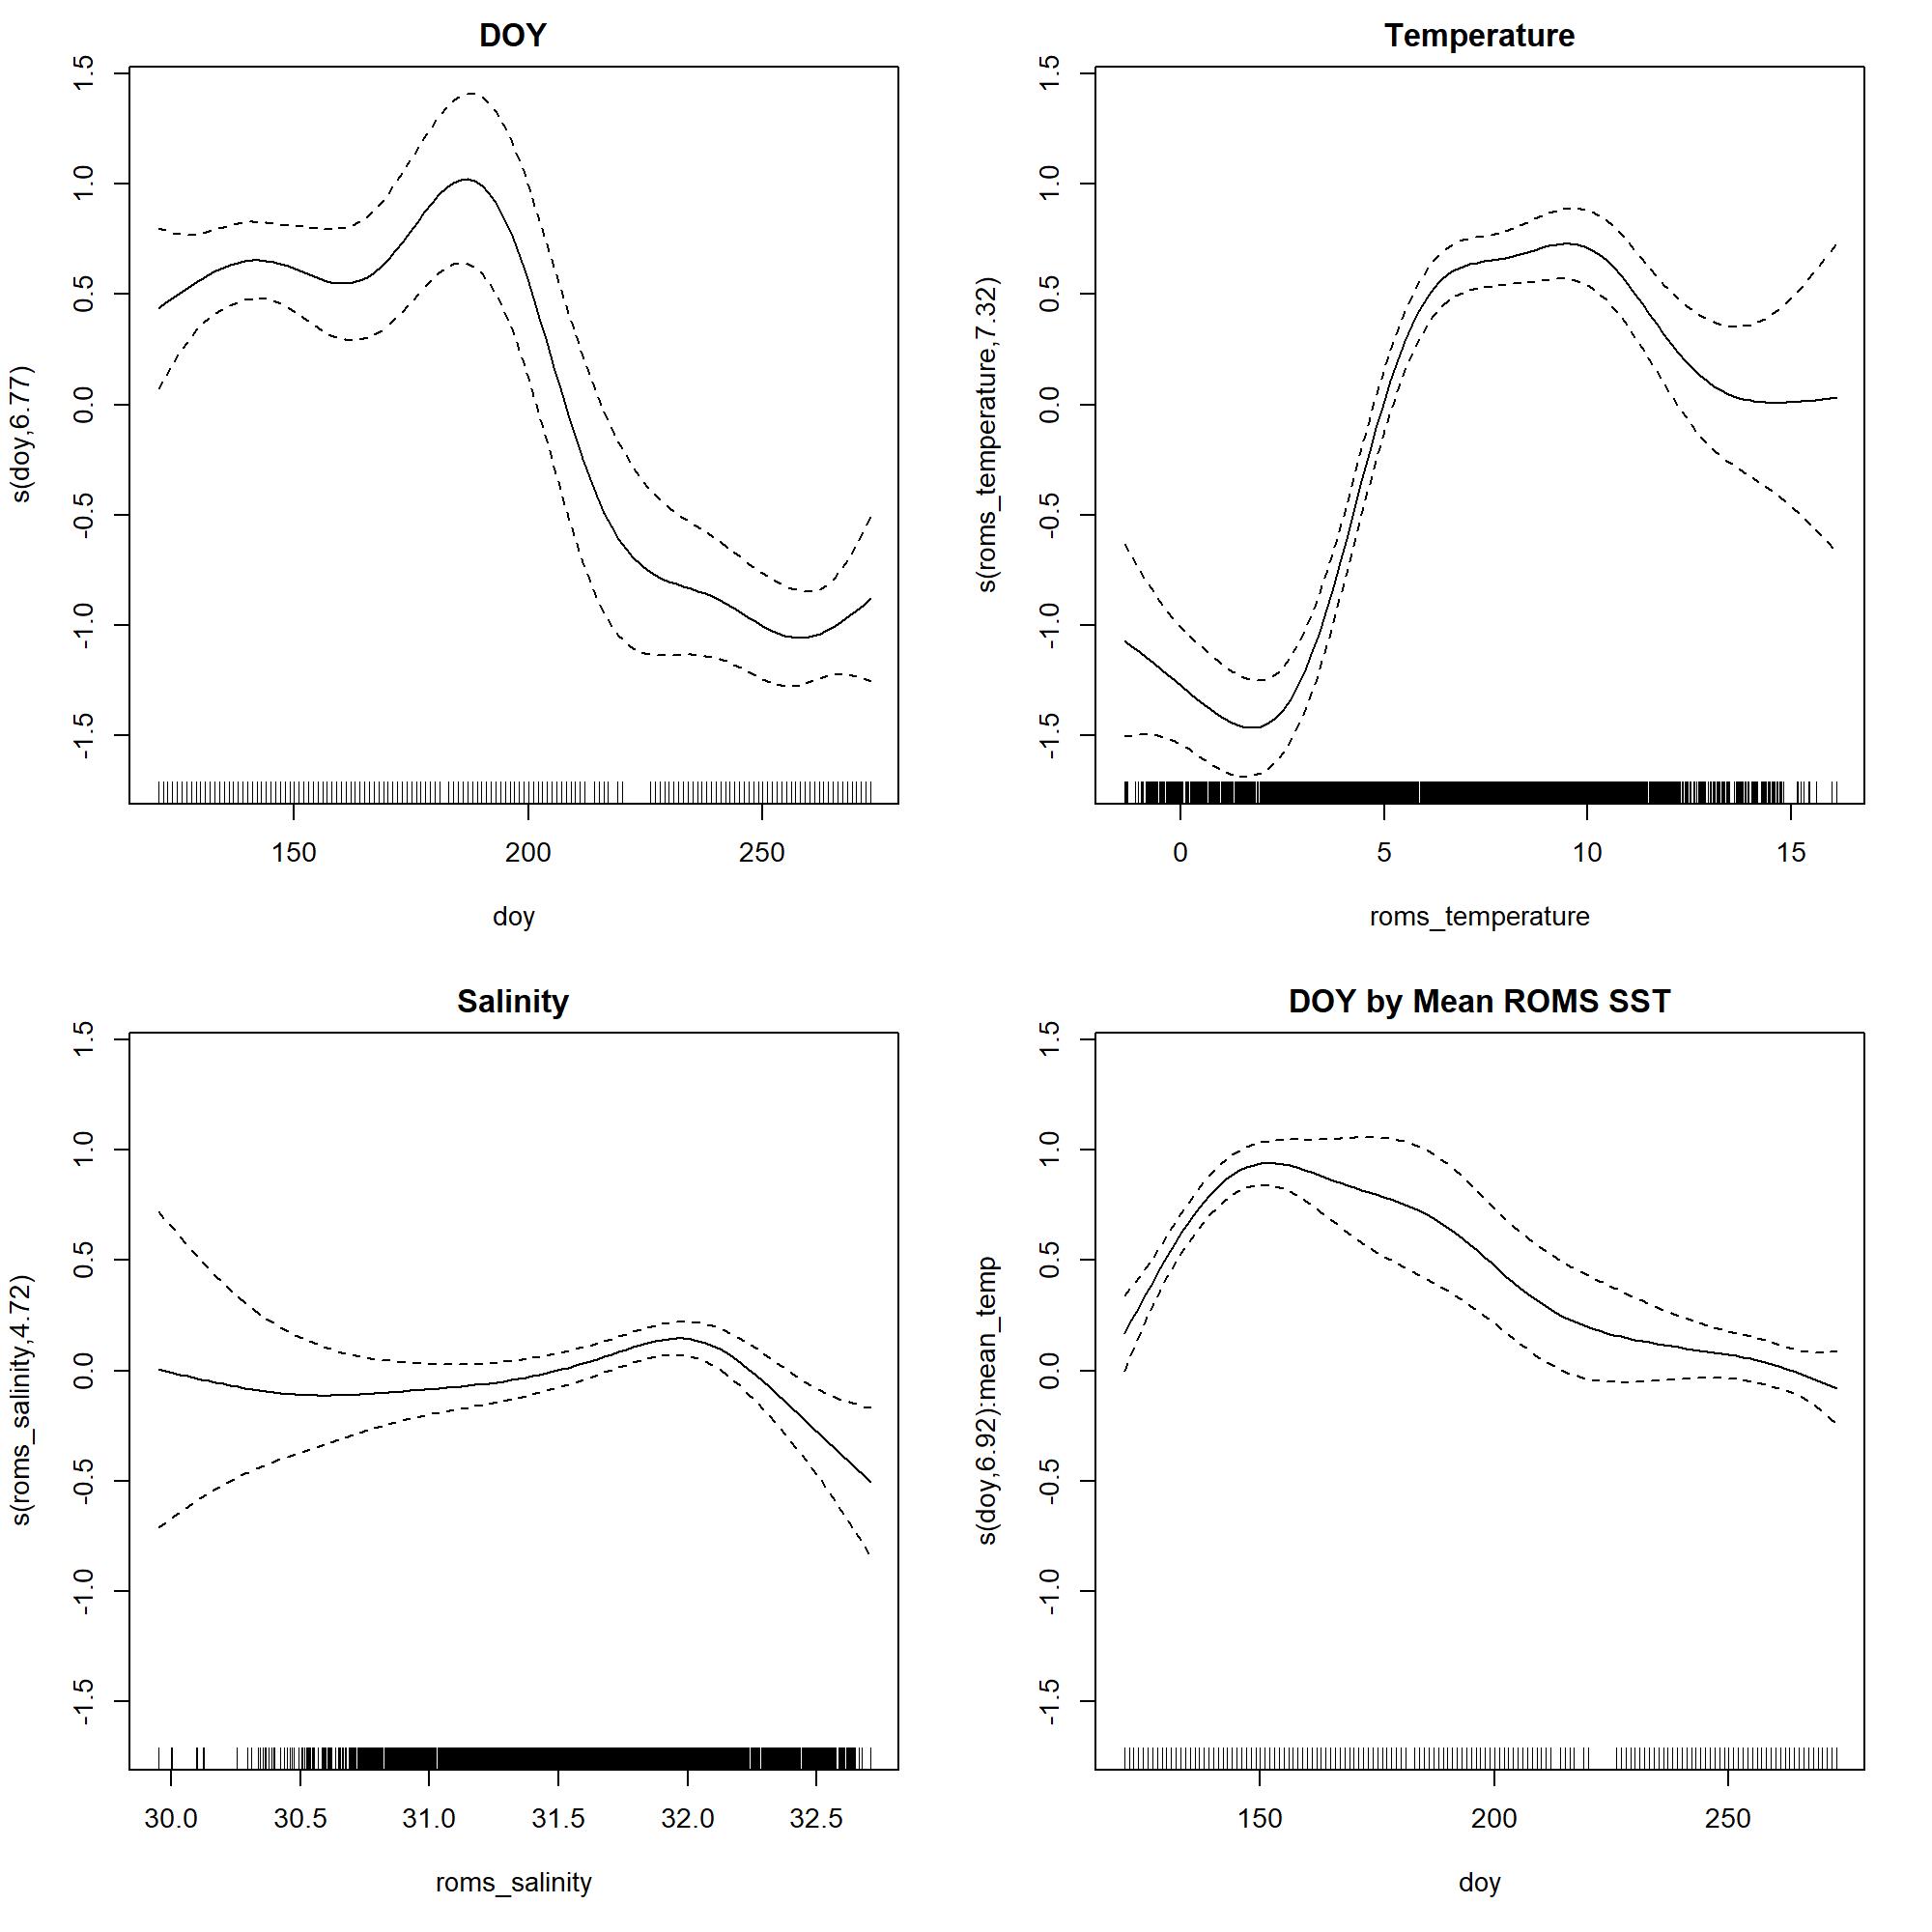 DOY
1.5
1.0
0.5
0.0
-0.5
-1.0
-1.5
s(doy,6.77)
150 200 250
doy
Temperature
1.5
1.0
0.5
0.0
-0.5
-1.0
-1.5
s(roms_temperature,7.32)
0 5 10 15
roms_temperature
Salinity
1.5
1.0
0.5
0.0
-0.5
-1.0
-1.5
s(roms_salinity,4.72)
30.0 30.5 31.0 31.5 32.0 32.5
roms_salinity
DOY by Mean ROMS SST
1.5
1.0
0.5
0.0
-0.5
-1.0
-1.5
s(doy,6.92):mean_temp
150 200 250
doy